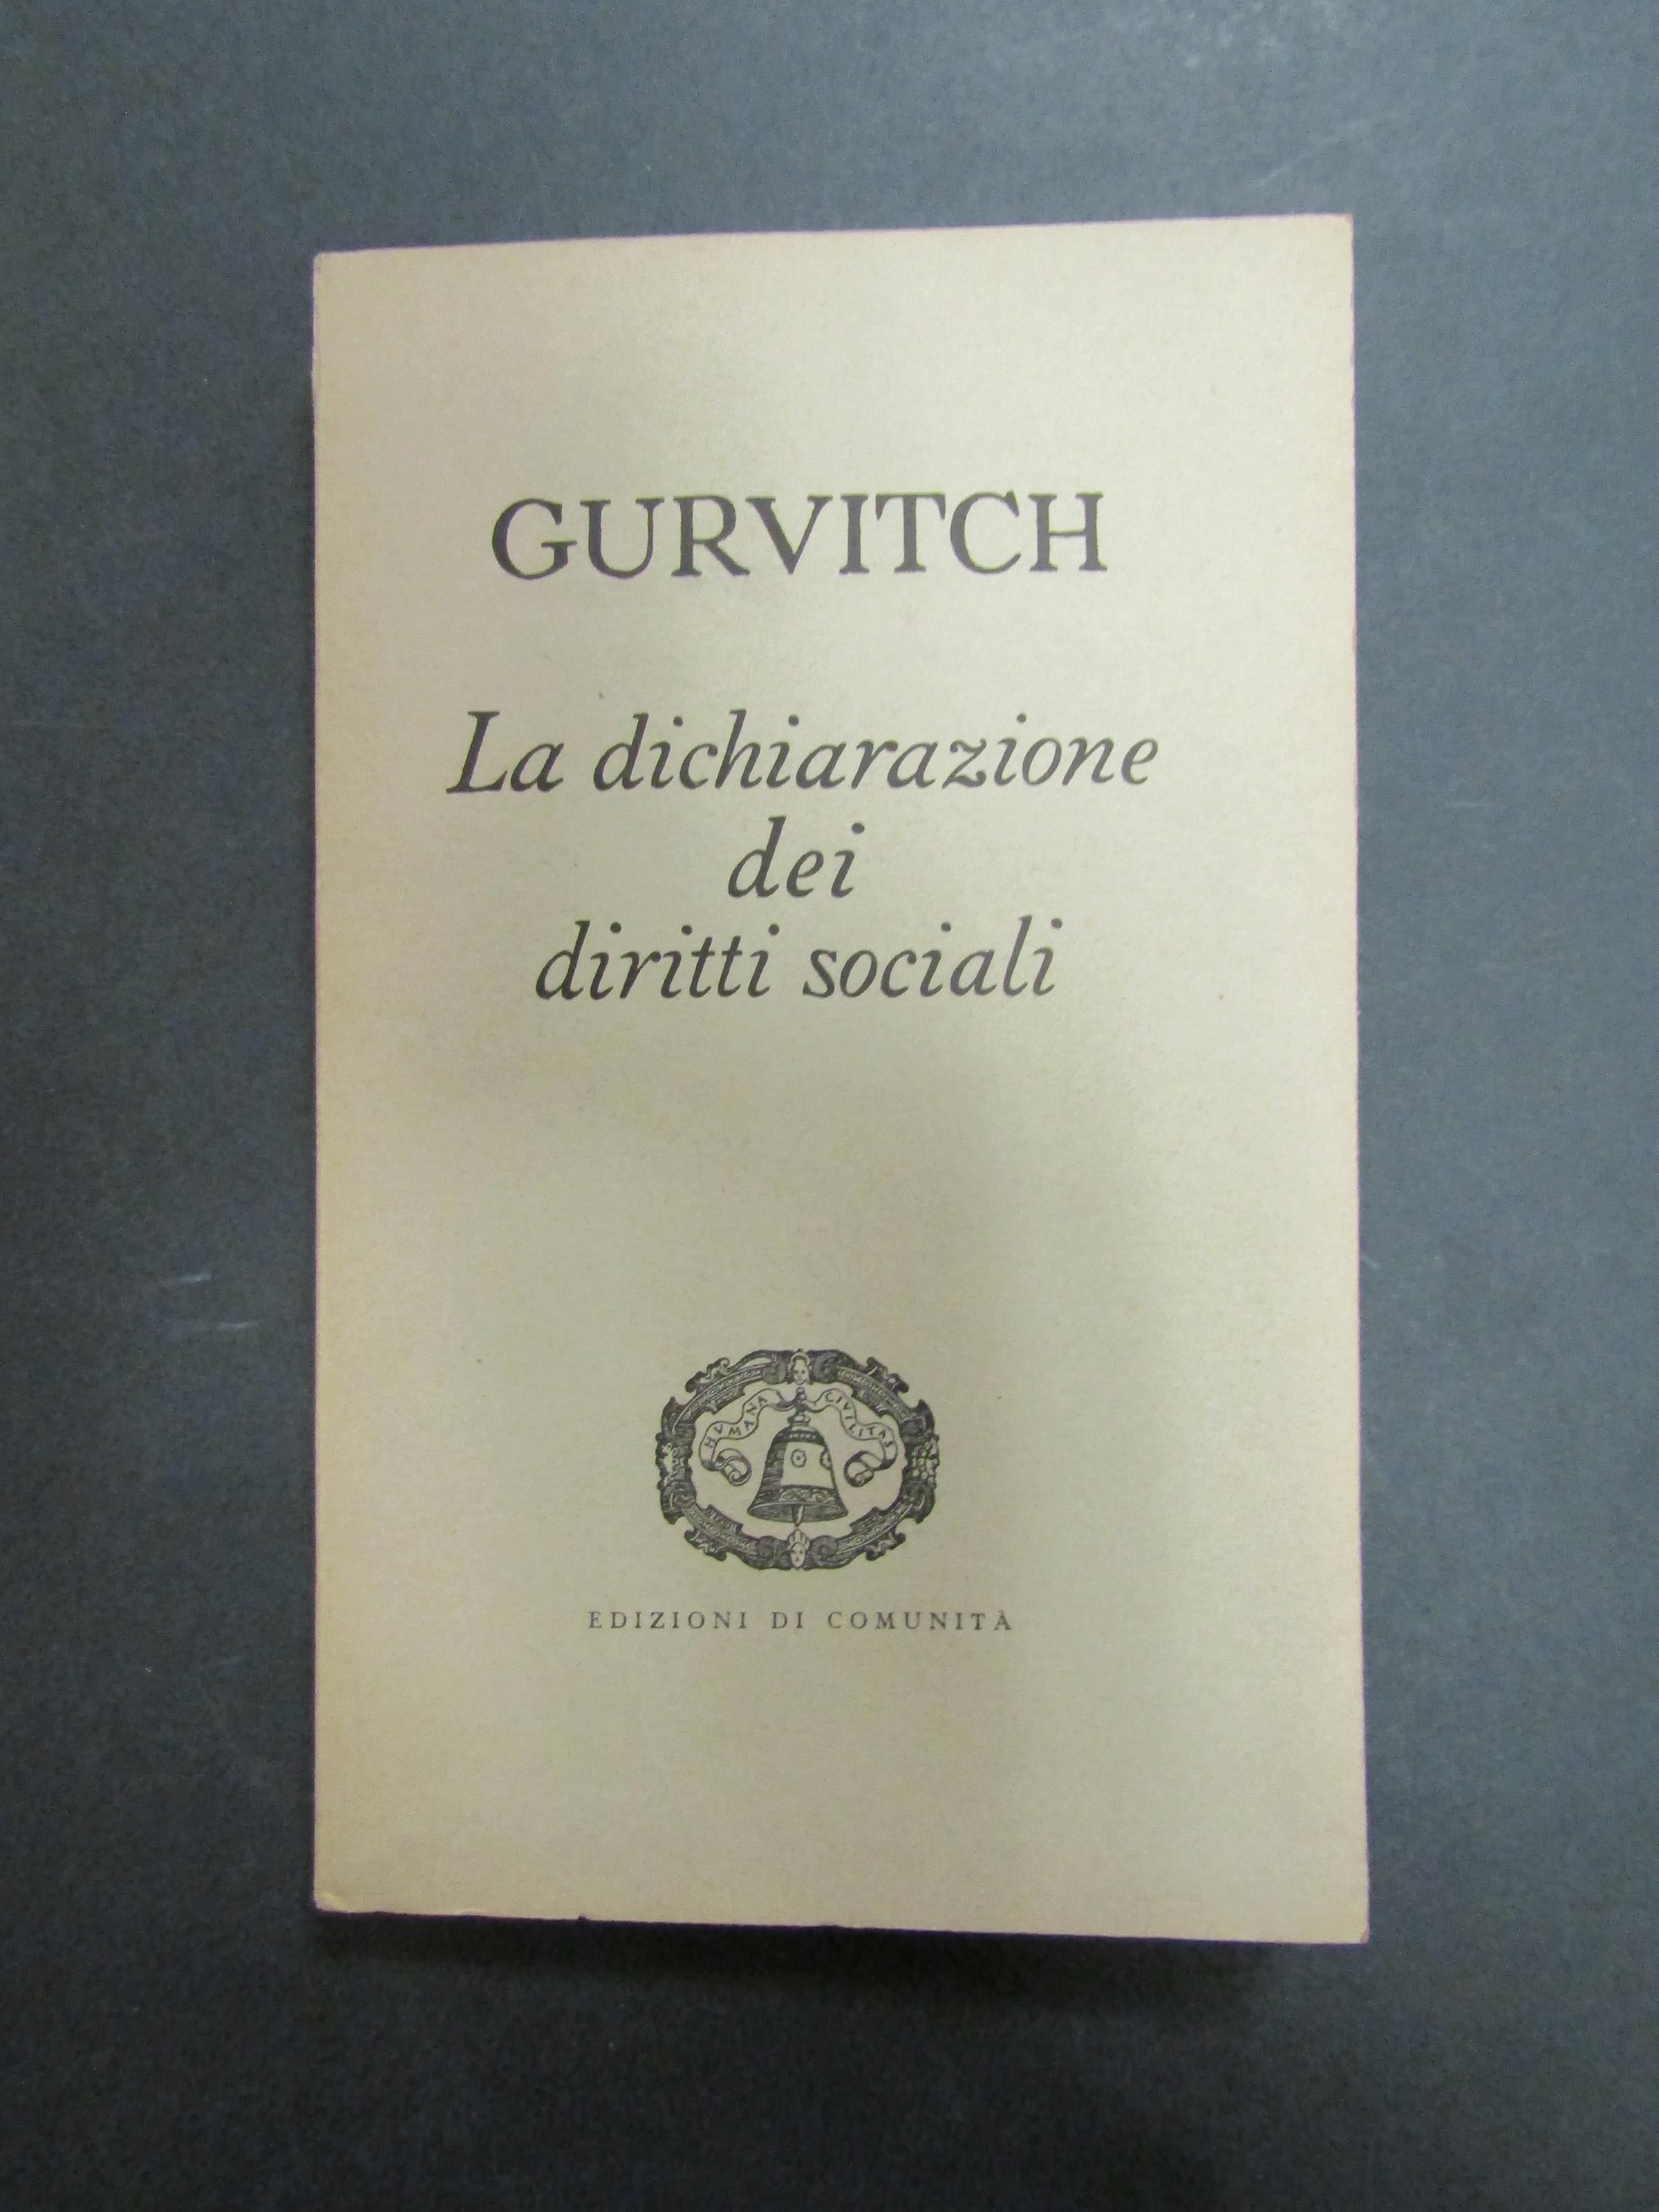 GURVITCH
La dichiarazione
dei
diritti sociali
HVMANA CIVILITAS
EDIZIONI DI COMUNITÀ